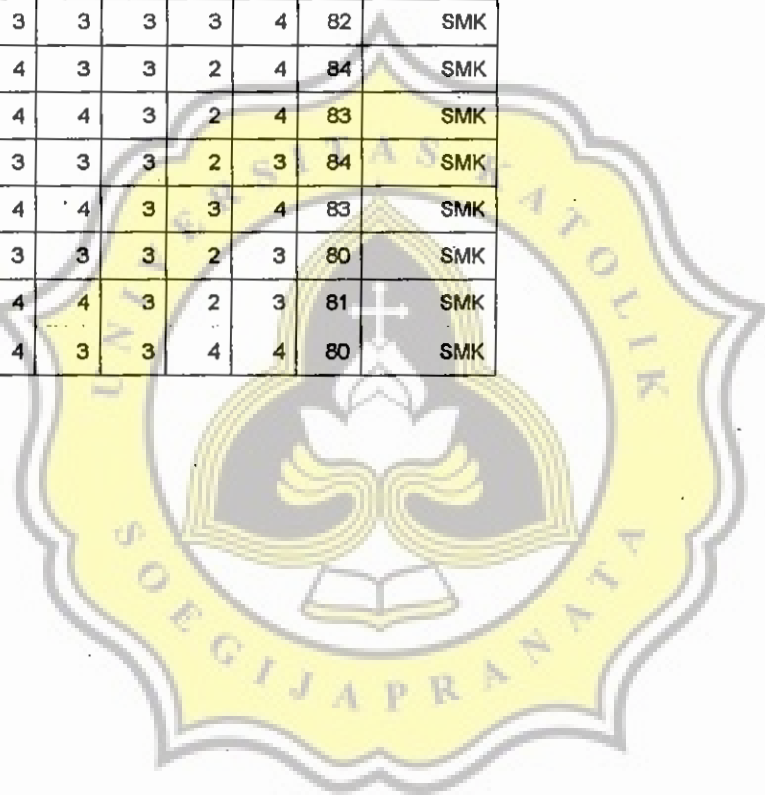 3 3 3 3 4 82 SMK
4 3 3 2 4 84 SMK
4 4 3 2 4 83 SMK
3 3 3 2 3 84 SMK
4 4 3 3 4 83 SMK
3 3 3 2 3 80 SMK
4 4 3 2 3 81 SMK
4 3 3 4 4 80 SMK
UNIVERSITAS KATOLIK
SOEGIJAPRANATA